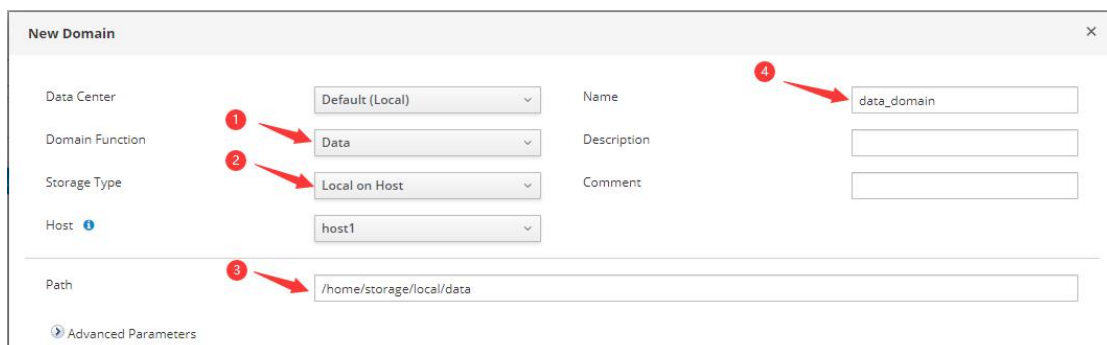 New Domain ×
4
Data Center Default (Local) Name data_domain
1
Domain Function Data Description
2
Storage Type Local on Host Comment
Host host1
3
Path /home/storage/local/data
Advanced Parameters